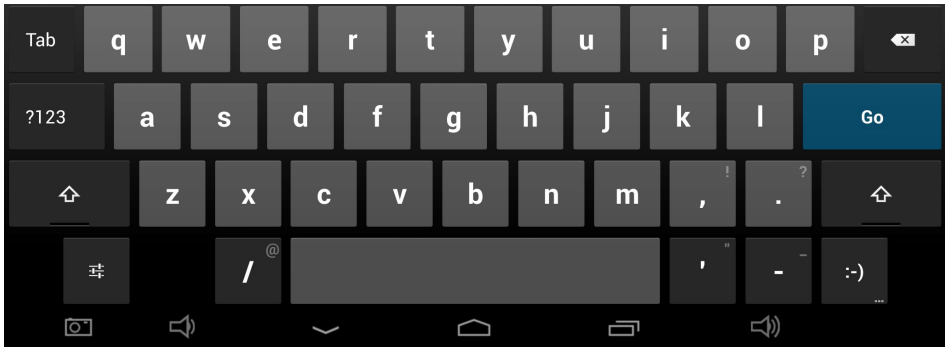 Tab q w e r t y u i o p
?123 a s d f g h j k l Go
z x c v b n m , ! . ?
/ @ ' " - _ :-) ...